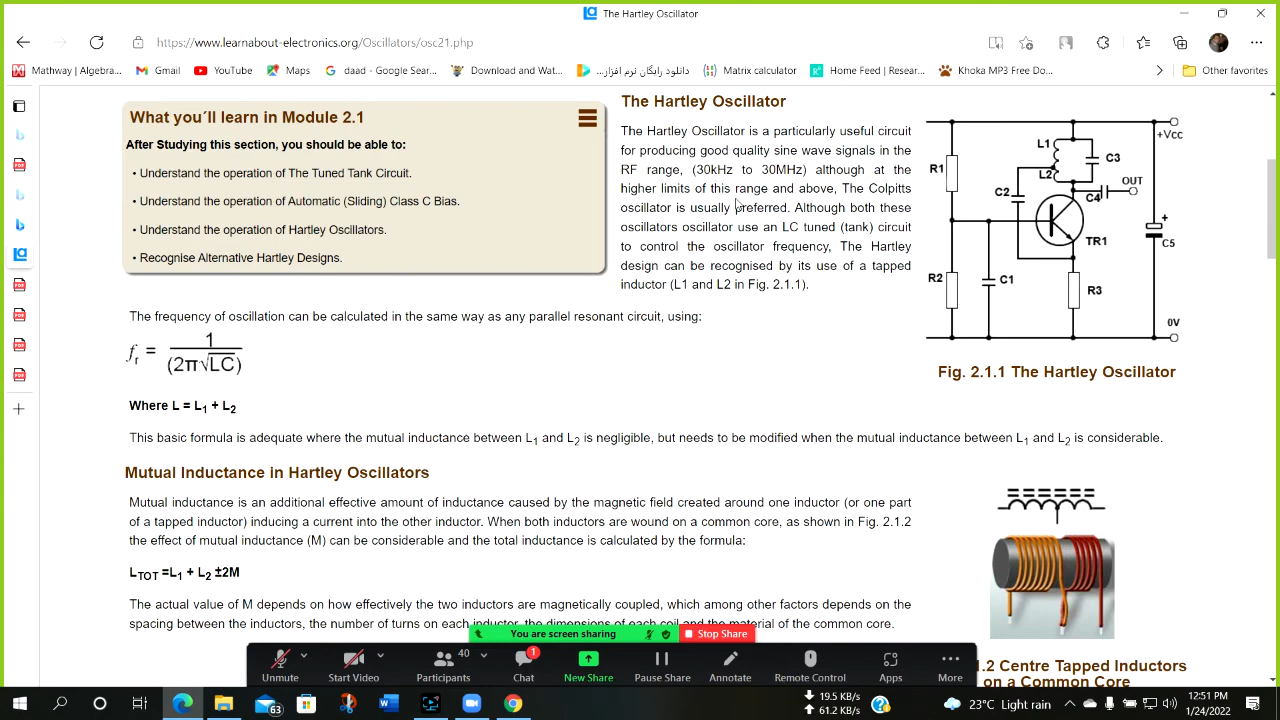 The Hartley Oscillator
https://www.learnabout-electronics.org/Oscillators/osc21.php
Mathway | Algebra...
Gmail
YouTube
Maps
daad - Google Sear...
Download and Wat...
دانلود رایگان نرم افزار...
Matrix calculator
Home Feed | Resear...
Khoka MP3 Free Do...
Other favorites
What you´ll learn in Module 2.1
After Studying this section, you should be able to:
• Understand the operation of The Tuned Tank Circuit.
• Understand the operation of Automatic (Sliding) Class C Bias.
• Understand the operation of Hartley Oscillators.
• Recognise Alternative Hartley Designs.
The Hartley Oscillator
The Hartley Oscillator is a particularly useful circuit
for producing good quality sine wave signals in the
RF range, (30kHz to 30MHz) although at the
higher limits of this range and above, The Colpitts
oscillator is usually preferred. Although both these
oscillators oscillator use an LC tuned (tank) circuit
to control the oscillator frequency, The Hartley
design can be recognised by its use of a tapped
inductor (L1 and L2 in Fig. 2.1.1).
+Vcc
L1
C3
R1
L2
OUT
C2
C4
+
TR1
C5
R2
C1
R3
0V
Fig. 2.1.1 The Hartley Oscillator
The frequency of oscillation can be calculated in the same way as any parallel resonant circuit, using:
fr = 1 / (2π√LC)
Where L = L1 + L2
This basic formula is adequate where the mutual inductance between L1 and L2 is negligible, but needs to be modified when the mutual inductance between L1 and L2 is considerable.
Mutual Inductance in Hartley Oscillators
Mutual inductance is an additional effective amount of inductance caused by the magnetic field created around one inductor (or one part
of a tapped inductor) inducing a current into the other inductor. When both inductors are wound on a common core, as shown in Fig. 2.1.2
the effect of mutual inductance (M) can be considerable and the total inductance is calculated by the formula:
LTOT =L1 + L2 ±2M
The actual value of M depends on how effectively the two inductors are magnetically coupled, which among other factors depends on the
spacing between the inductors, the number of turns on each inductor, the dimensions of each coil and the material of the common core.
.2 Centre Tapped Inductors
on a Common Core
You are screen sharing
Stop Share
Unmute
Start Video
40
Participants
1
Chat
New Share
Pause Share
Annotate
Remote Control
Apps
More
63
19.5 KB/s
61.2 KB/s
23°C Light rain
12:51 PM
1/24/2022